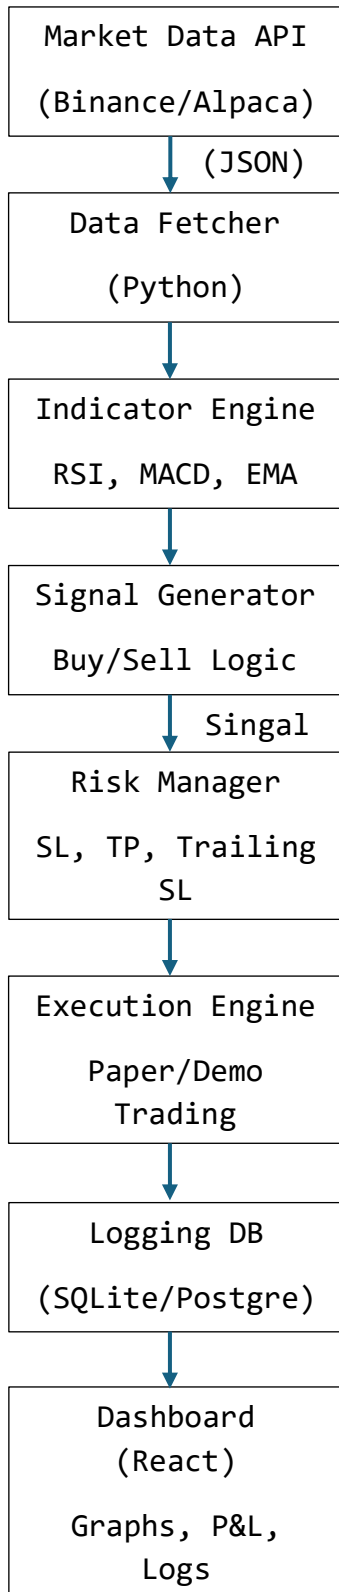 Market Data API
(Binance/Alpaca)
(JSON)
Data Fetcher
(Python)
Indicator Engine
RSI, MACD, EMA
Signal Generator
Buy/Sell Logic
Singal
Risk Manager
SL, TP, Trailing
SL
Execution Engine
Paper/Demo
Trading
Logging DB
(SQLite/Postgre)
Dashboard
(React)
Graphs, P&L,
Logs